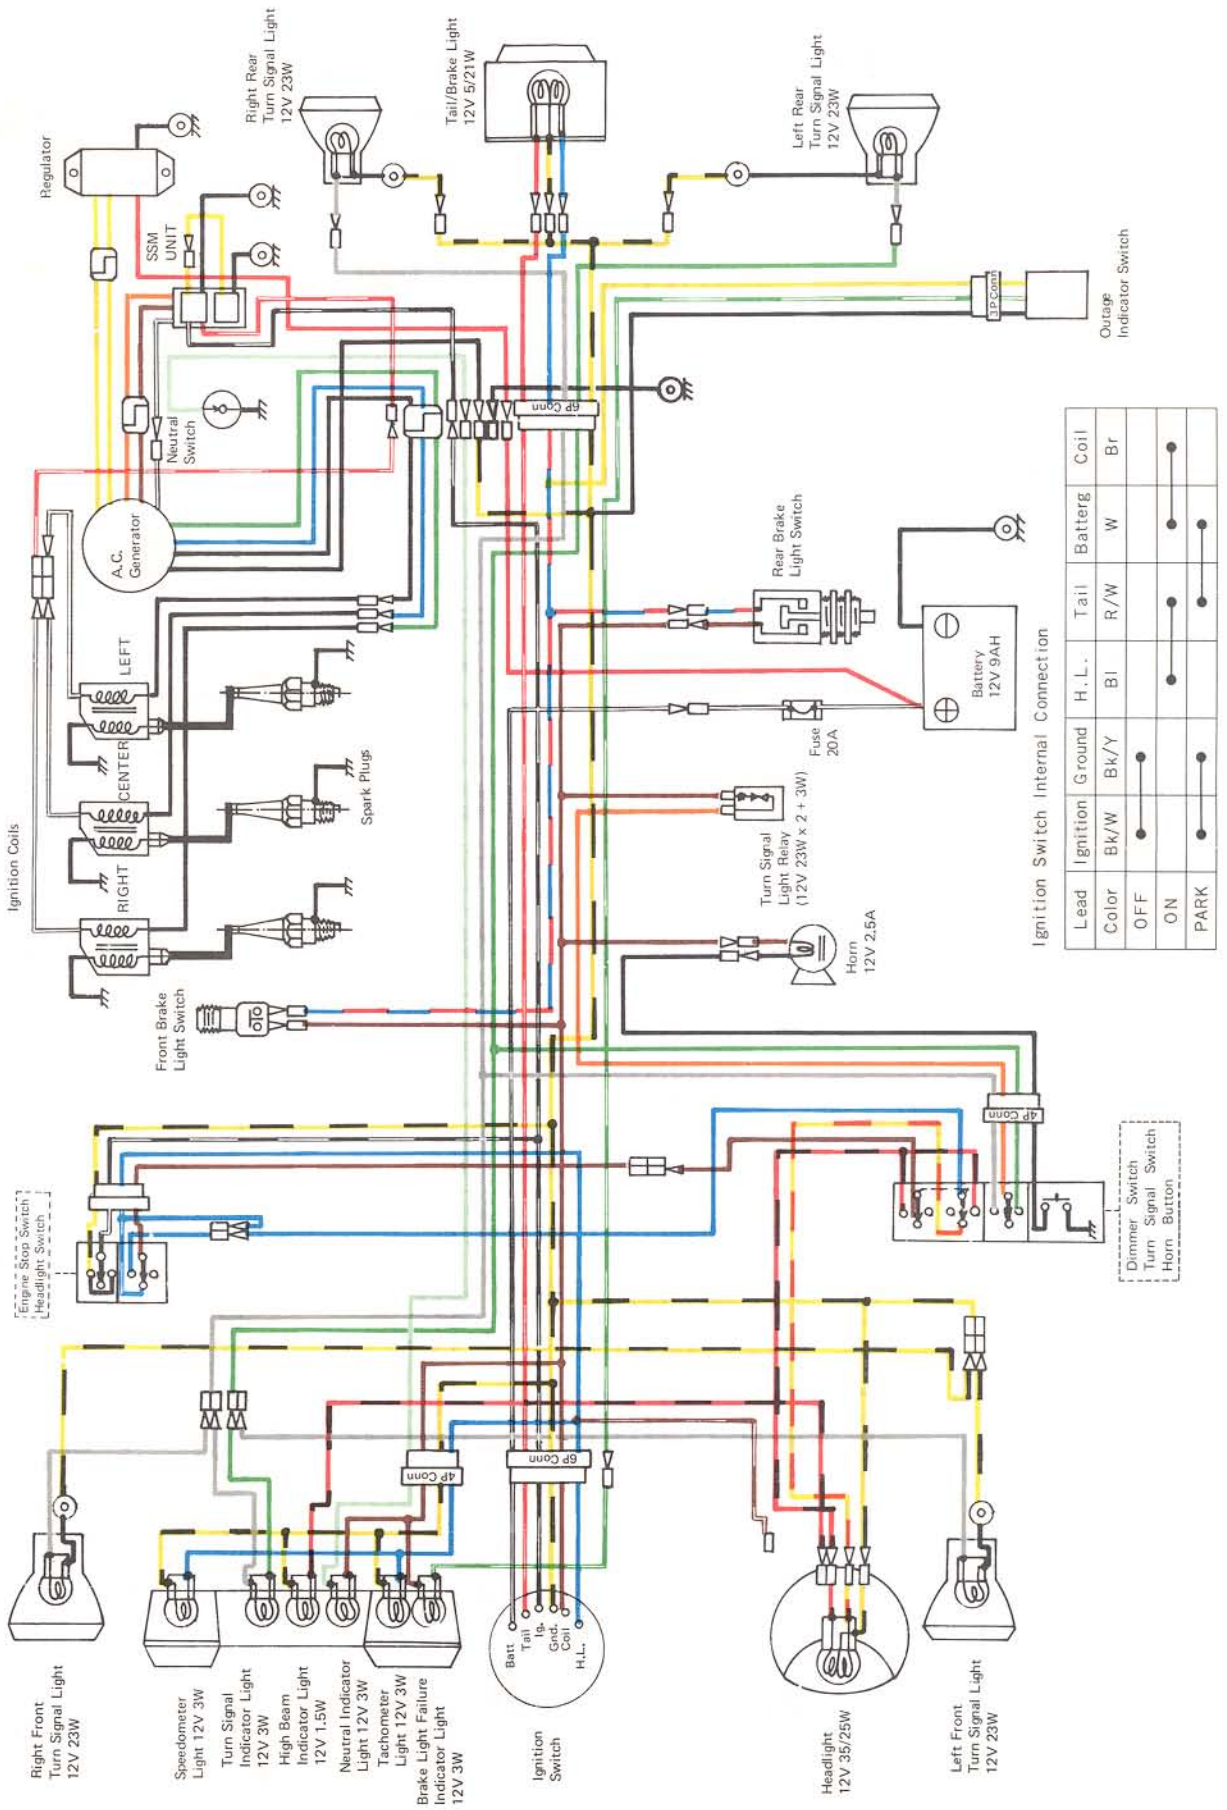 Right Rear
Turn Signal Light
12V 23W
Tail/Brake Light
12V 5/21W
Left Rear
Turn Signal Light
12V 23W
Regulator
SSM
UNIT
Neutral
Switch
A.C.
Generator
6P Conn
3 P Conn
Outage
Indicator Switch
Ignition Coils
LEFT
CENTER
RIGHT
Spark Plugs
Rear Brake
Light Switch
Battery
12V 9AH
Fuse
20A
Turn Signal
Light Relay
(12V 23W x 2 + 3W)
Horn
12V 2.5A
Front Brake
Light Switch
Ignition Switch Internal Connection
Lead Ignition Ground H.L. Tail Batterg Coil
Color Bk/W Bk/Y Bl R/W W Br
OFF
ON
PARK
Engine Stop Switch
Headlight Switch
4P Conn
Dimmer Switch
Turn Signal Switch
Horn Button
4P Conn
6P Conn
Batt
Tail
Ig.
Gnd.
Coil
H.L.
Right Front
Turn Signal Light
12V 23W
Speedometer
Light 12V 3W
Turn Signal
Indicator Light
12V 3W
High Beam
Indicator Light
12V 1.5W
Neutral Indicator
Light 12V 3W
Tachometer
Light 12V 3W
Brake Light Failure
Indicator Light
12V 3W
Ignition
Switch
Headlight
12V 35/25W
Left Front
Turn Signal Light
12V 23W